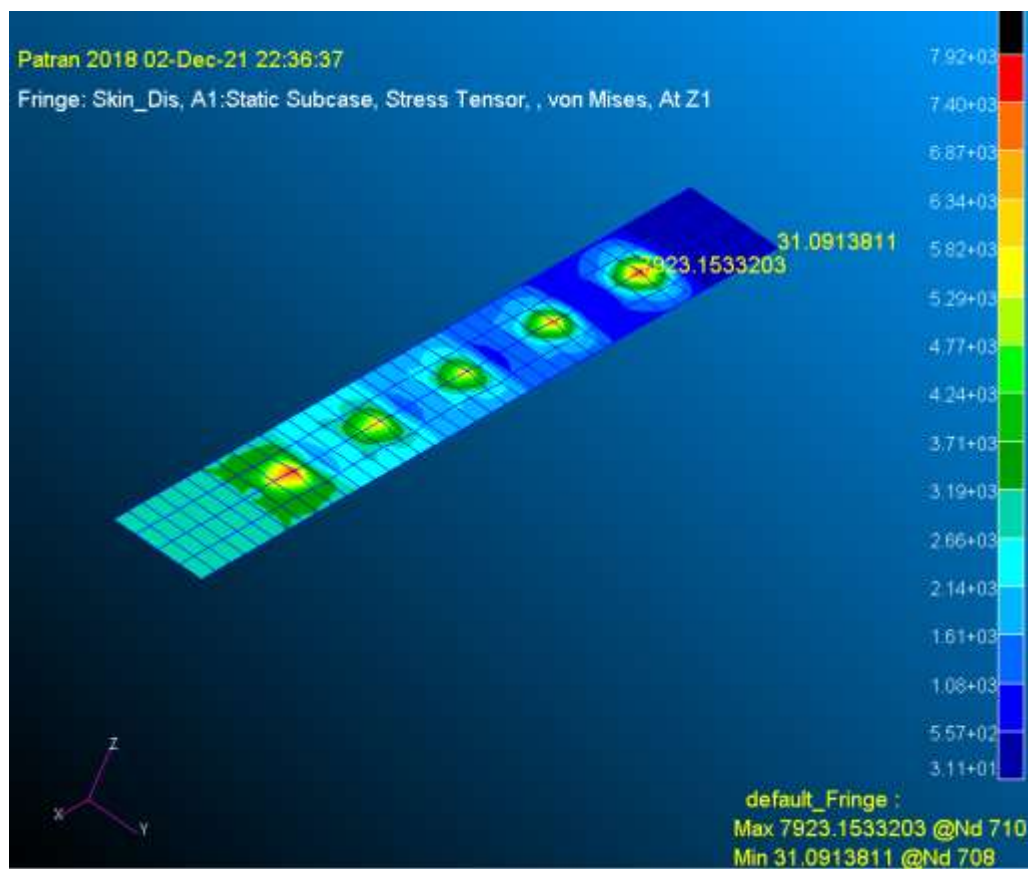 Patran 2018 02-Dec-21 22:36:37
Fringe: Skin_Dis, A1:Static Subcase, Stress Tensor, , von Mises, At Z1
7.92+03
7.40+03
6.87+03
6.34+03
5.82+03
5.29+03
4.77+03
4.24+03
3.71+03
3.19+03
2.66+03
2.14+03
1.61+03
1.08+03
5.57+02
3.11+01
31.0913811
7923.1533203
Z
X
Y
default_Fringe :
Max 7923.1533203 @Nd 710
Min 31.0913811 @Nd 708